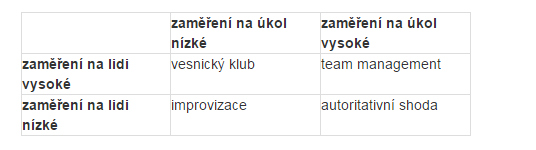 zaměření na úkol nízké
zaměření na úkol vysoké
zaměření na lidi vysoké
vesnický klub
team management
zaměření na lidi nízké
improvizace
autoritativní shoda